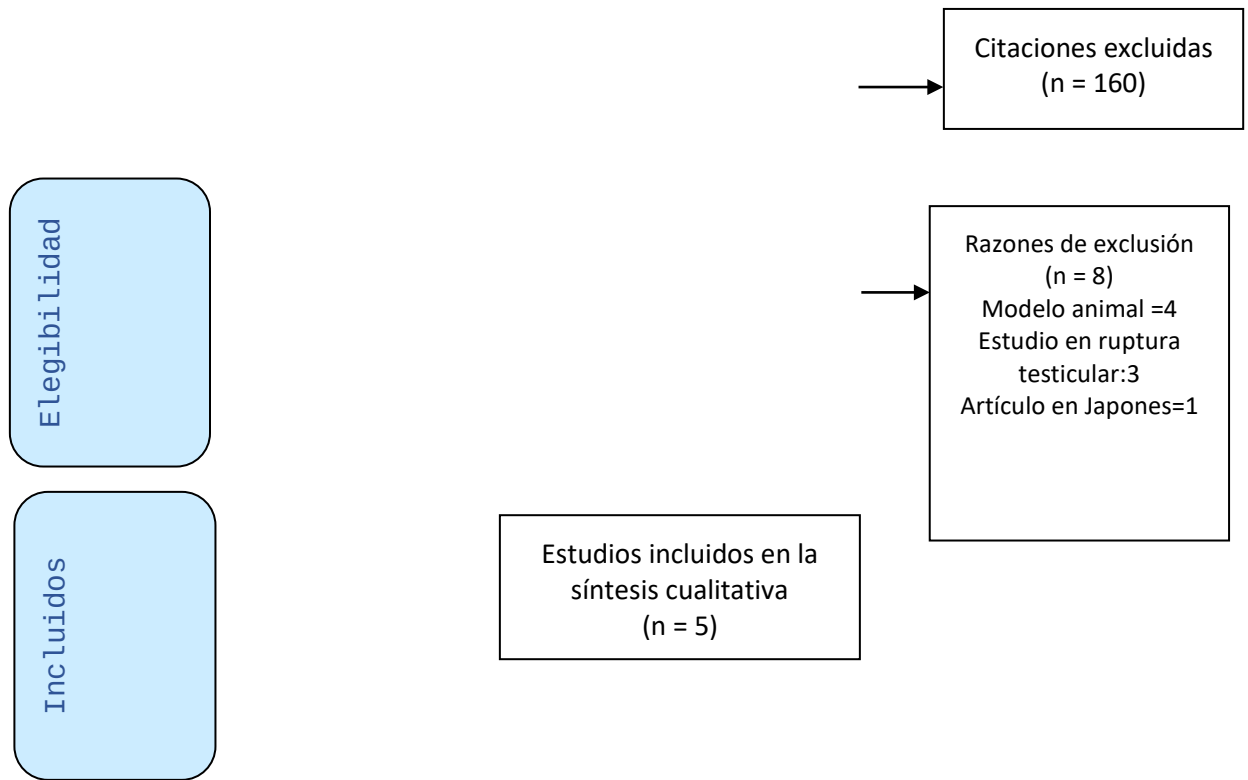 Citaciones excluidas
(n = 160)
Elegibilidad
Razones de exclusión
(n = 8)
Modelo animal =4
Estudio en ruptura
testicular:3
Artículo en Japones=1
Incluidos
Estudios incluidos en la
síntesis cualitativa
(n = 5)